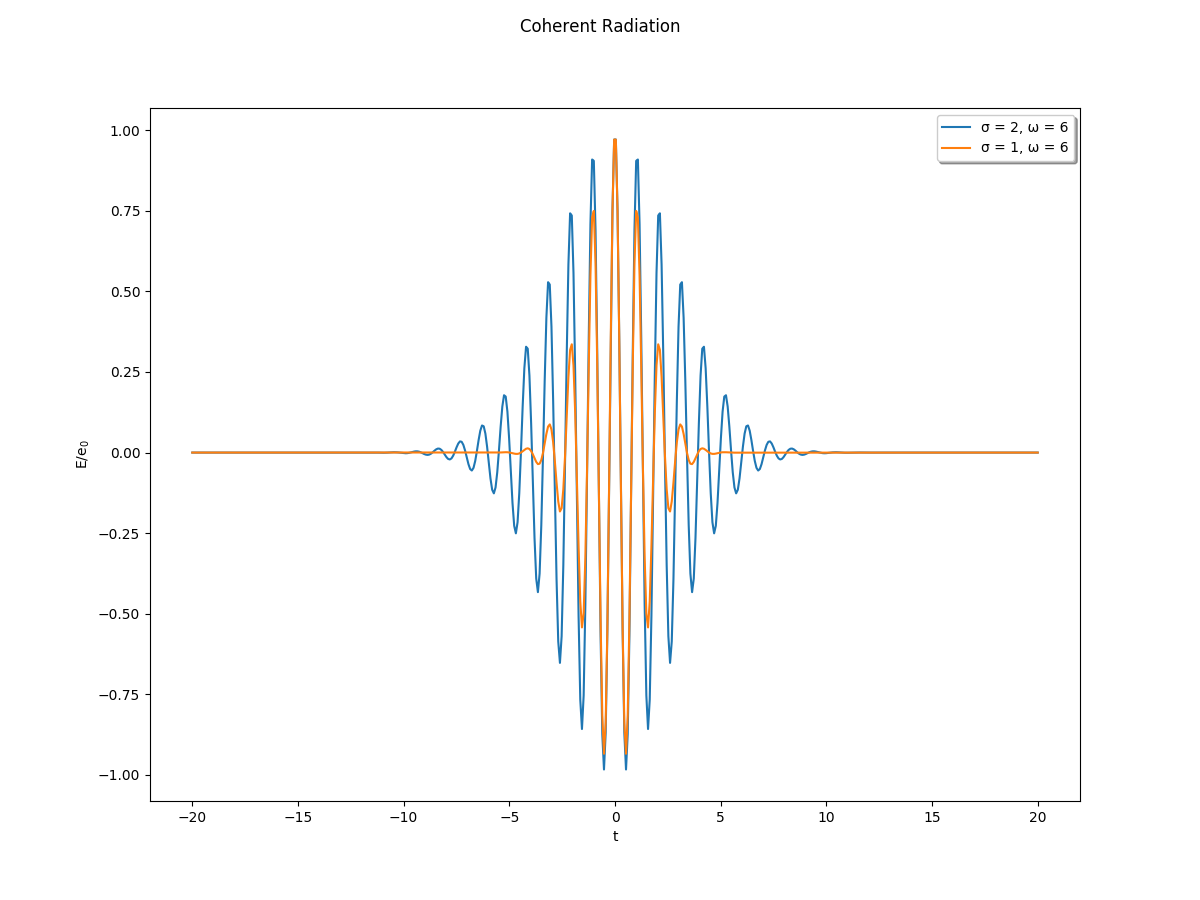 Coherent Radiation
σ = 2, ω = 6
σ = 1, ω = 6
E/e₀
1.00
0.75
0.50
0.25
0.00
−0.25
−0.50
−0.75
−1.00
−20 −15 −10 −5 0 5 10 15 20
t